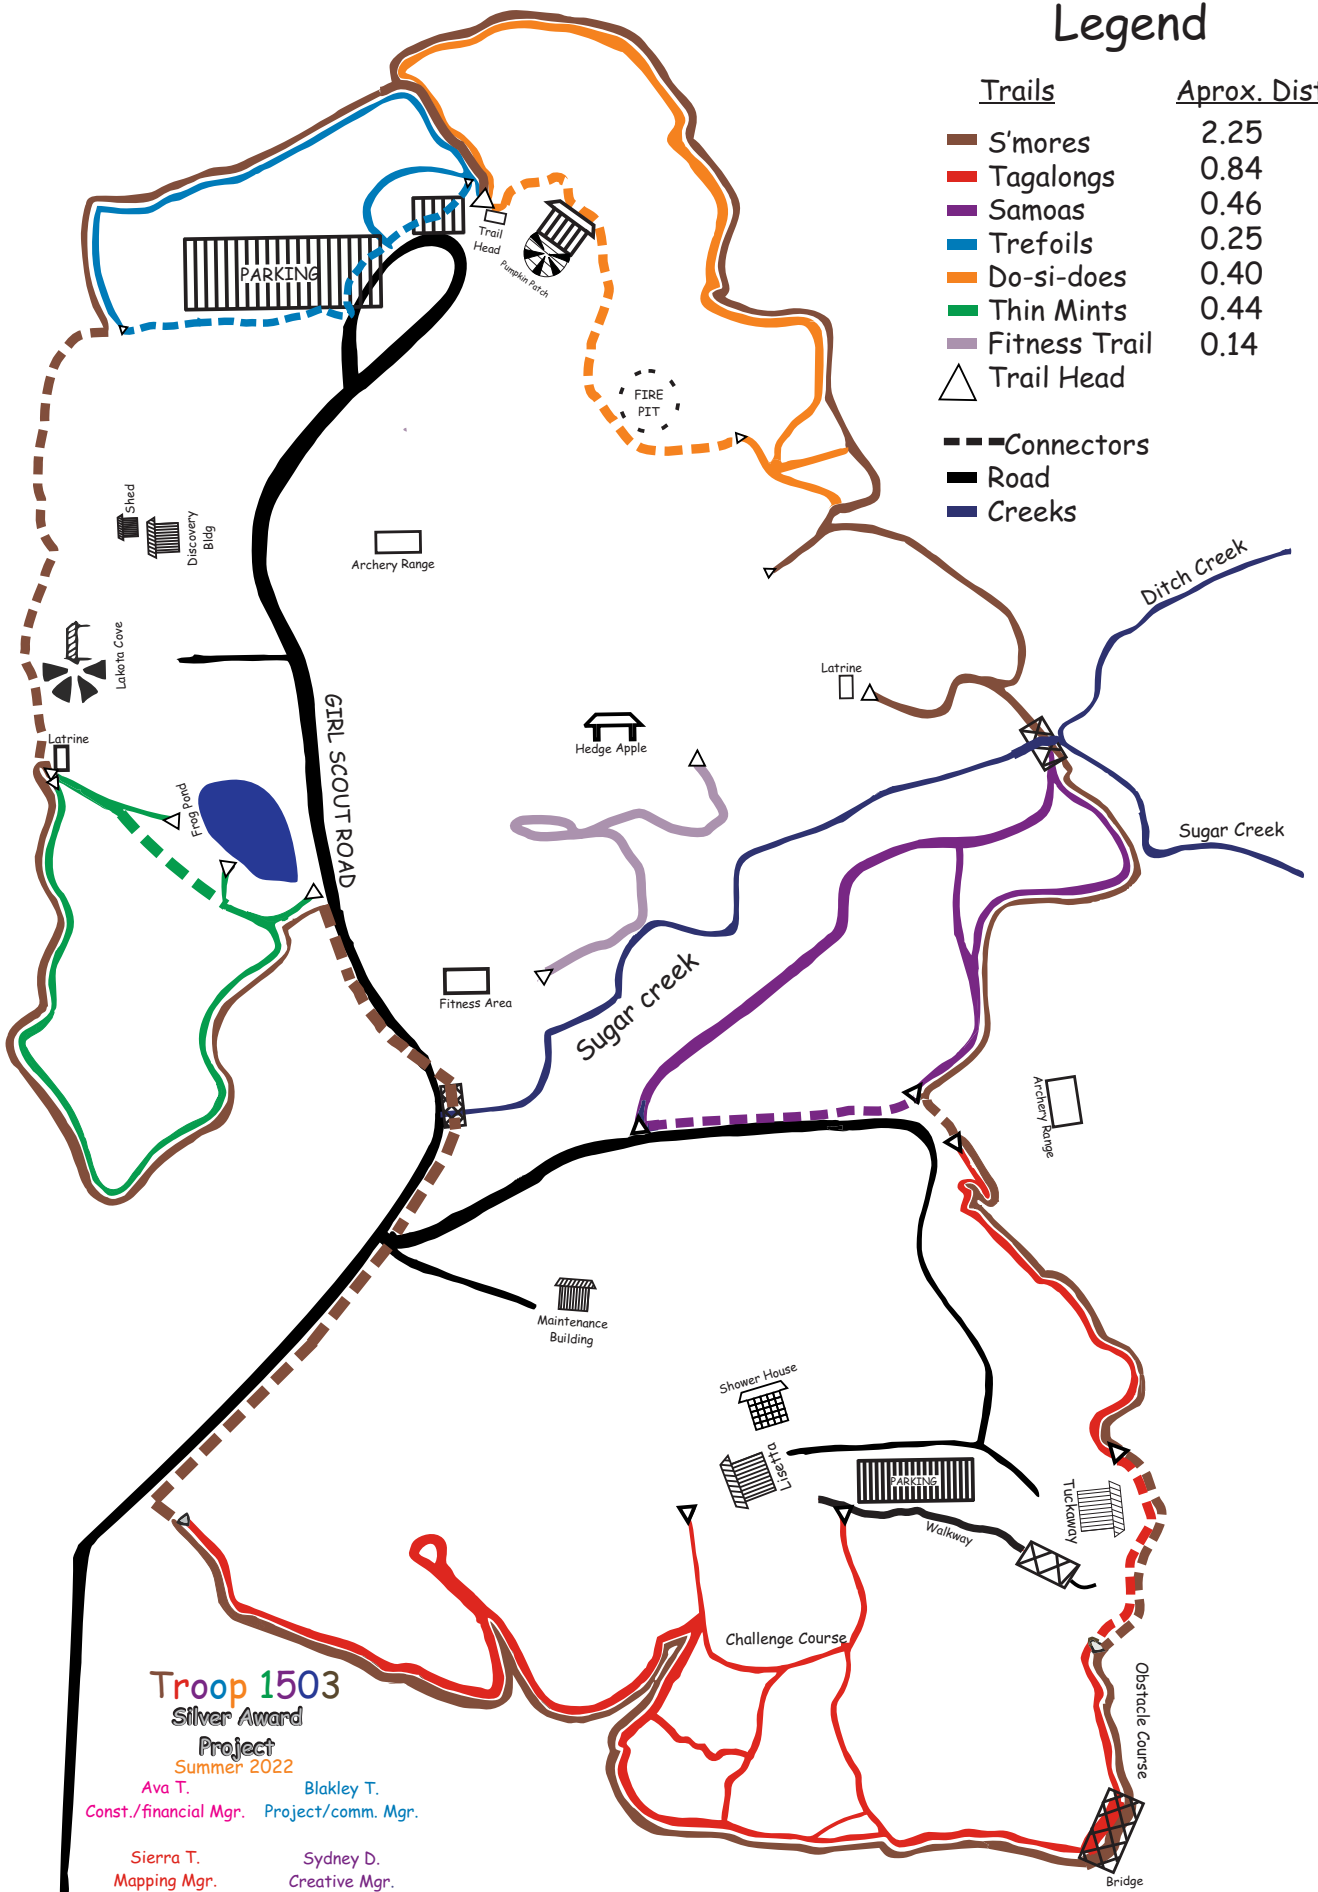 Legend
Trails
Aprox. Dist
S'mores 2.25
Tagalongs 0.84
Samoas 0.46
Trefoils 0.25
Do-si-does 0.40
Thin Mints 0.44
Fitness Trail 0.14
Trail Head
Connectors
Road
Creeks
Trail
Head
Pumpkin Patch
PARKING
FIRE
PIT
Shed
Discovery
Bldg
Archery Range
Ditch Creek
Lakota Cove
Latrine
GIRL SCOUT ROAD
Latrine
Hedge Apple
Frog Pond
Sugar Creek
Fitness Area
Sugar creek
Archery Range
Maintenance
Building
Shower House
Lisetta
PARKING
Tuckaway
Walkway
Challenge Course
Obstacle Course
Bridge
Troop 1503
Silver Award
Project
Summer 2022
Ava T.
Const./financial Mgr.
Blakley T.
Project/comm. Mgr.
Sierra T.
Mapping Mgr.
Sydney D.
Creative Mgr.